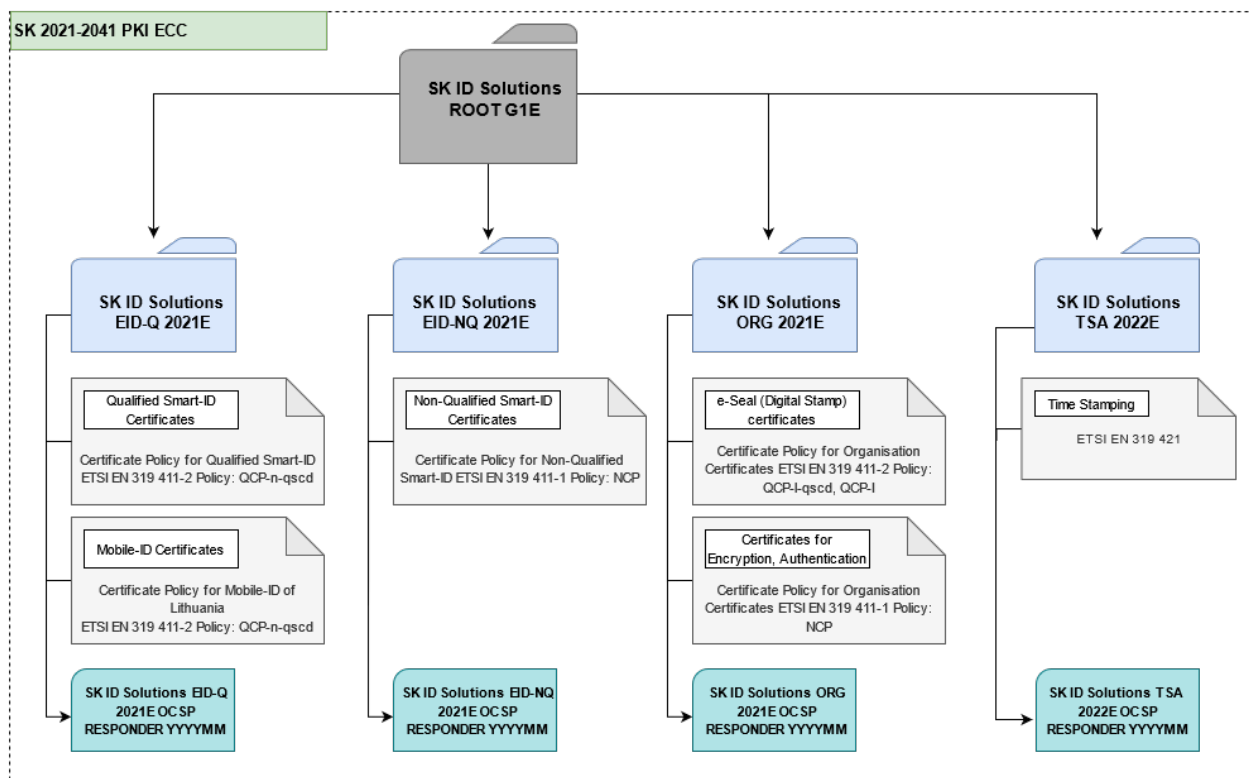 SK 2021-2041 PKI ECC
SK ID Solutions
ROOT G1E
SK ID Solutions
EID-Q 2021E
SK ID Solutions
EID-NQ 2021E
SK ID Solutions
ORG 2021E
SK ID Solutions
TSA 2022E
Qualified Smart-ID
Certificates
Certificate Policy for Qualified Smart-ID
ETSI EN 319 411-2 Policy: QCP-n-qscd
Non-Qualified Smart-ID
Certificates
Certificate Policy for Non-Qualified
Smart-ID ETSI EN 319 411-1 Policy: NCP
e-Seal (Digital Stamp)
certificates
Certificate Policy for Organisation
Certificates ETSI EN 319 411-2 Policy:
QCP-l-qscd, QCP-l
Time Stamping
ETSI EN 319 421
Mobile-ID Certificates
Certificate Policy for Mobile-ID of
Lithuania
ETSI EN 319 411-2 Policy: QCP-n-qscd
Certificates for
Encryption, Authentication
Certificate Policy for Organisation
Certificates ETSI EN 319 411-1 Policy:
NCP
SK ID Solutions EID-Q
2021E OCSP
RESPONDER YYYYMM
SK ID Solutions EID-NQ
2021E OCSP
RESPONDER YYYYMM
SK ID Solutions ORG
2021E OCSP
RESPONDER YYYYMM
SK ID Solutions TSA
2022E OCSP
RESPONDER YYYYMM